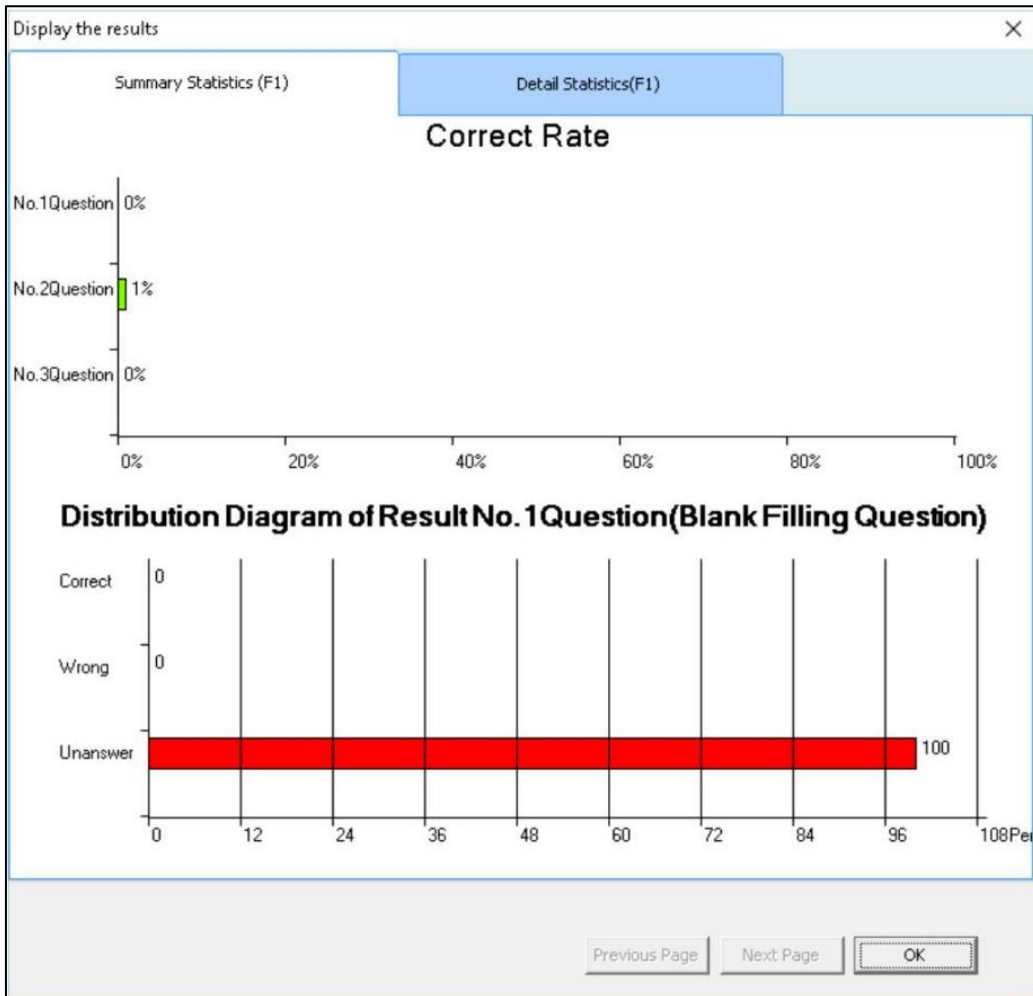 Display the results
Summary Statistics (F1) Detail Statistics(F1)
Correct Rate
No.1Question 0%
No.2Question 1%
No.3Question 0%
0% 20% 40% 60% 80% 100%
Distribution Diagram of Result No.1Question(Blank Filling Question)
Correct 0
Wrong 0
Unanswer 100
0 12 24 36 48 60 72 84 96 108Per
Previous Page Next Page OK